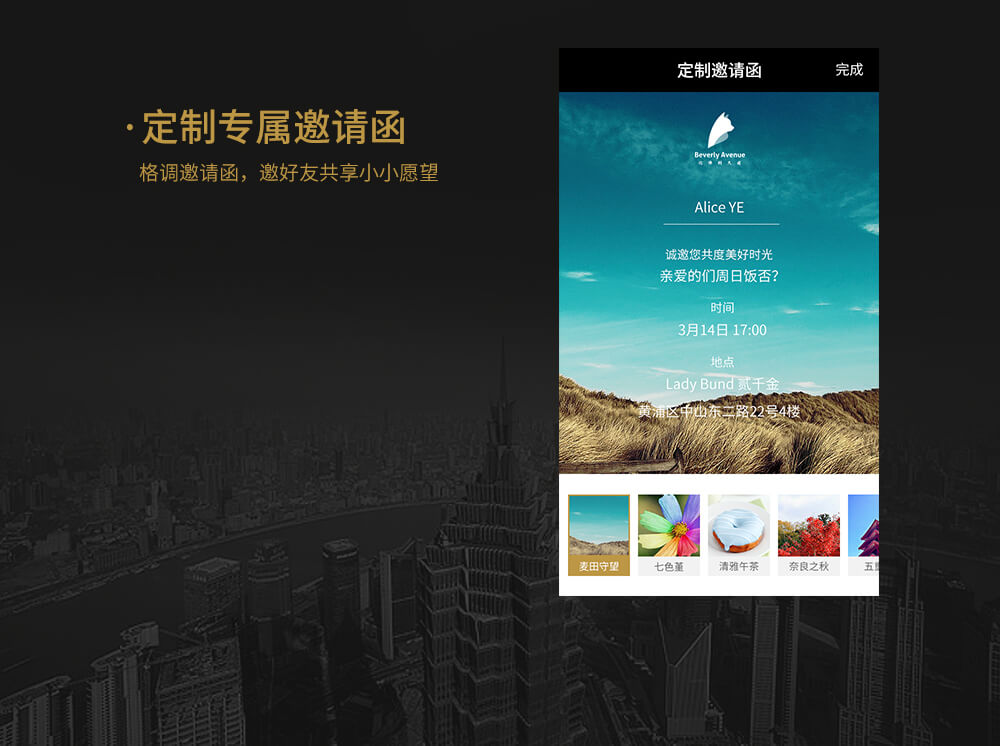 ·定制专属邀请函
格调邀请函，邀好友共享小小愿望
定制邀请函
完成
Beverly Avenue
Alice YE
诚邀您共度美好时光
亲爱的们周日饭否?
时间
3月14日 17:00
地点
Lady Bund 贰千金
黄浦区中山东二路22号4楼
麦田守望
七色堇
清雅午茶
奈良之秋
五